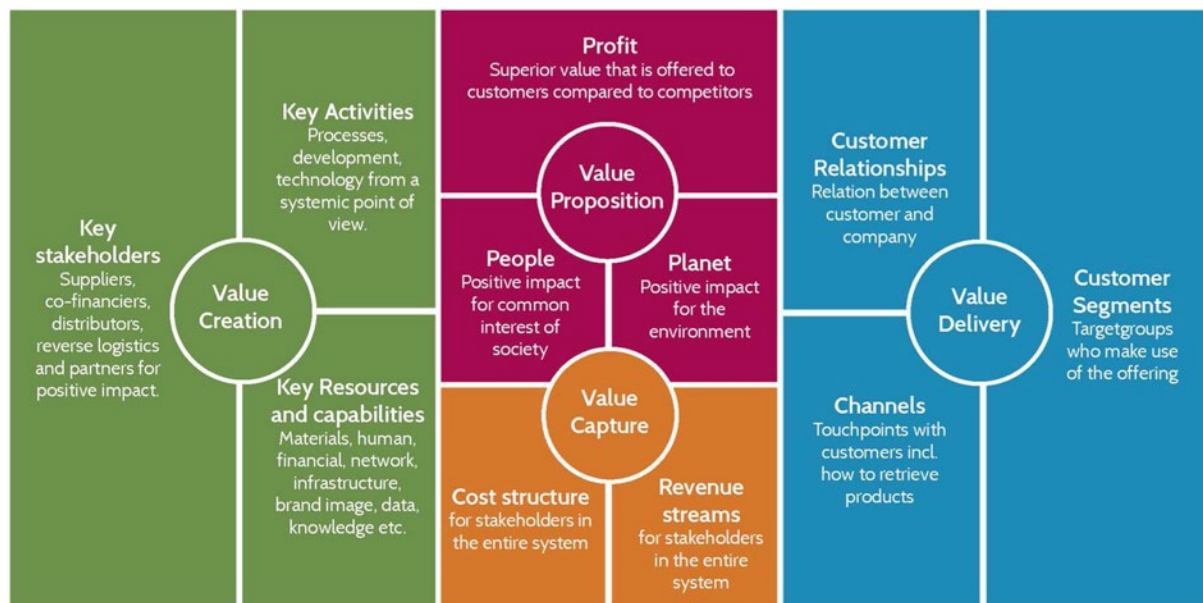 Key
stakeholders
Suppliers,
co-financiers,
distributors,
reverse logistics
and partners for
positive impact.
Value
Creation
Key Activities
Processes,
development,
technology from a
systemic point of
view.
Key Resources
and capabilities
Materials, human,
financial, network,
infrastructure,
brand image, data,
knowledge etc.
Profit
Superior value that is offered to
customers compared to competitors
Value
Proposition
People
Positive impact
for common
interest of
society
Planet
Positive impact
for the
environment
Value
Capture
Cost structure
for stakeholders in
the entire system
Revenue
streams
for stakeholders
in the entire
system
Customer
Relationships
Relation between
customer and
company
Value
Delivery
Channels
Touchpoints with
customers incl.
how to retrieve
products
Customer
Segments
Targetgroups
who make use
of the offering